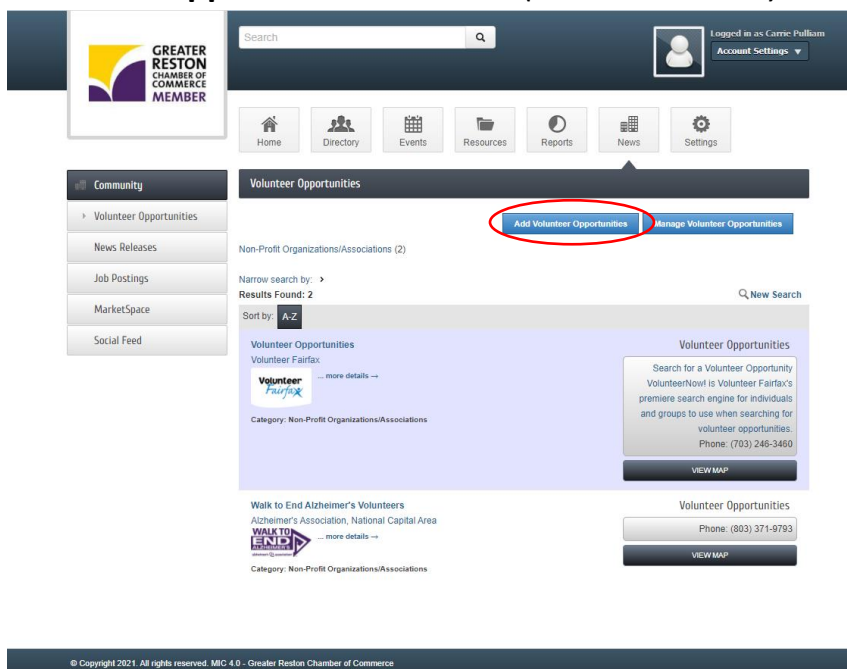 Search
Logged in as Carrie Pulliam
Account Settings
GREATER
RESTON
CHAMBER OF
COMMERCE
MEMBER
Home Directory Events Resources Reports News Settings
Community
Volunteer Opportunities
News Releases
Job Postings
MarketSpace
Social Feed
Volunteer Opportunities
Add Volunteer Opportunities Manage Volunteer Opportunities
Non-Profit Organizations/Associations (2)
Narrow search by:
Results Found: 2 New Search
Sort by: A-Z
Volunteer Opportunities
Volunteer Fairfax
Volunteer
Fairfax
... more details →
Category: Non-Profit Organizations/Associations
Volunteer Opportunities
Search for a Volunteer Opportunity
VolunteerNow! is Volunteer Fairfax's
premiere search engine for individuals
and groups to use when searching for
volunteer opportunities.
Phone: (703) 246-3460
VIEW MAP
Walk to End Alzheimer's Volunteers
Alzheimer's Association, National Capital Area
WALK TO
END
ALZHEIMER'S
... more details →
Category: Non-Profit Organizations/Associations
Volunteer Opportunities
Phone: (803) 371-9793
VIEW MAP
© Copyright 2021. All rights reserved. MIC 4.0 - Greater Reston Chamber of Commerce